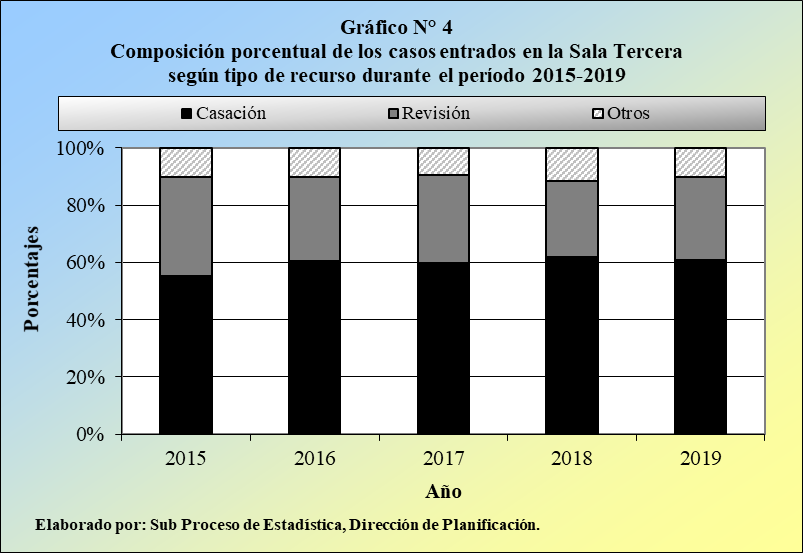 Gráfico N° 4
Composición porcentual de los casos entrados en la Sala Tercera
según tipo de recurso durante el período 2015-2019
Casación Revisión Otros
100%
80%
60%
40%
20%
0%
Porcentajes
2015 2016 2017 2018 2019
Año
Elaborado por: Sub Proceso de Estadística, Dirección de Planificación.